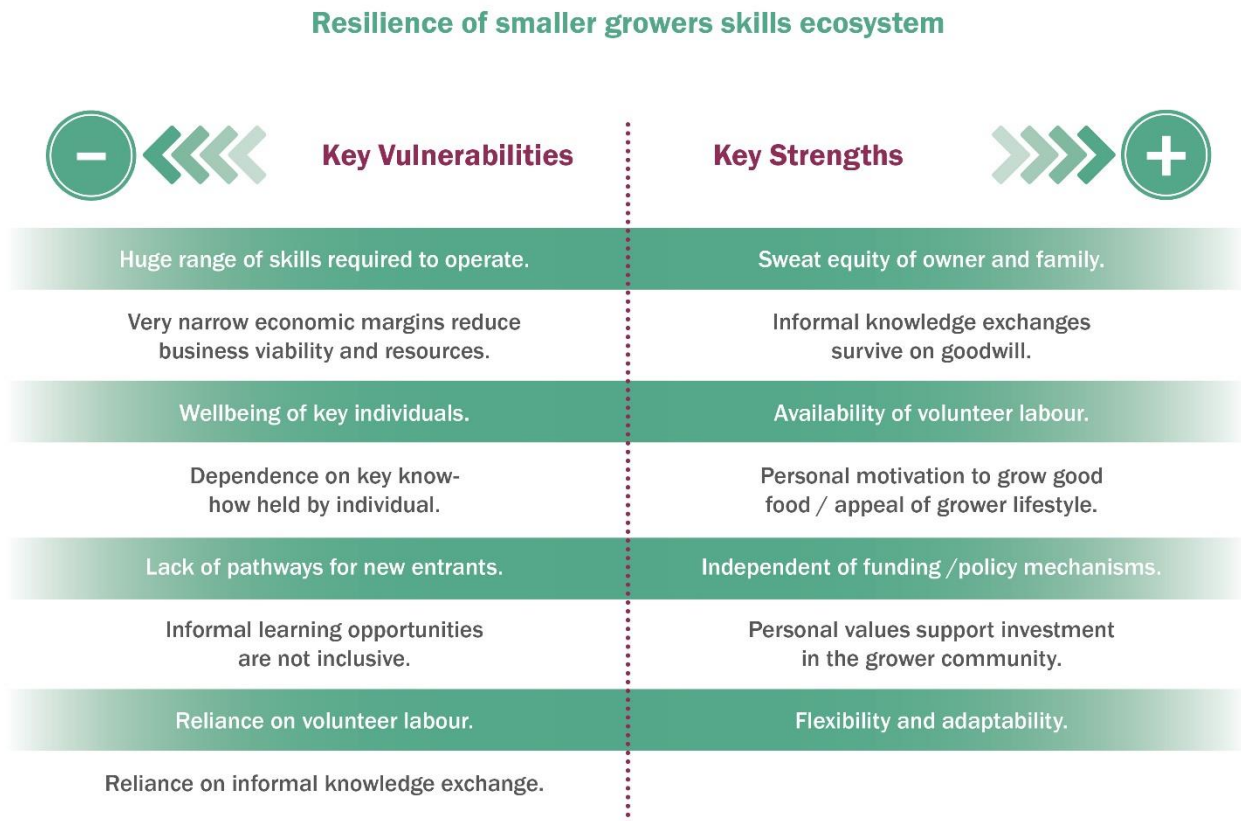 Resilience of smaller growers skills ecosystem
Key Vulnerabilities
Key Strengths
Huge range of skills required to operate.
Sweat equity of owner and family.
Very narrow economic margins reduce
business viability and resources.
Informal knowledge exchanges
survive on goodwill.
Wellbeing of key individuals.
Availability of volunteer labour.
Dependence on key know-
how held by individual.
Personal motivation to grow good
food / appeal of grower lifestyle.
Lack of pathways for new entrants.
Independent of funding /policy mechanisms.
Informal learning opportunities
are not inclusive.
Personal values support investment
in the grower community.
Reliance on volunteer labour.
Flexibility and adaptability.
Reliance on informal knowledge exchange.